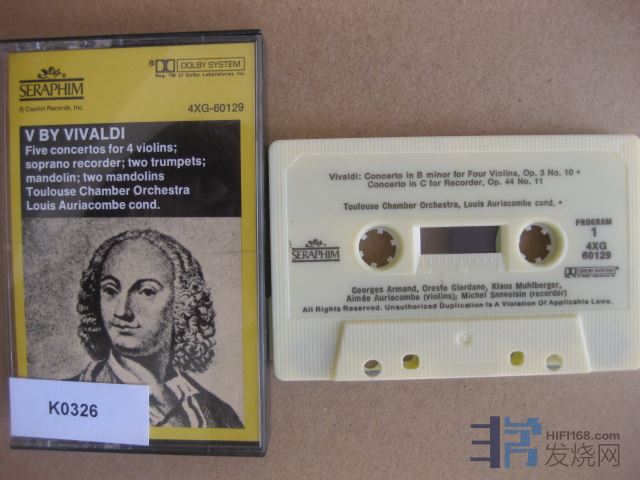 SERAPHIM
® Capitol Records, Inc.
DOLBY SYSTEM
Reg. TM of Dolby Laboratories Inc.
4XG-60129
V BY VIVALDI
Five concertos for 4 violins;
soprano recorder; two trumpets;
mandolin; two mandolins
Toulouse Chamber Orchestra
Louis Auriacombe cond.
K0326
Vivaldi: Concerto in B minor for Four Violins, Op. 3 No. 10 •
Concerto in C for Recorder, Op. 44 No. 11
Toulouse Chamber Orchestra, Louis Auriacombe cond. •
SERAPHIM
PROGRAM
1
4XG
60129
DOLBY SYSTEM
Georges Armand, Oreste Giordano, Klaus Muhlberger,
Aimée Auriacombe (violins); Michel Sanvoisin (recorder)
All Rights Reserved. Unauthorized Duplication Is A Violation Of Applicable Laws.
HIFI168.com
发烧网